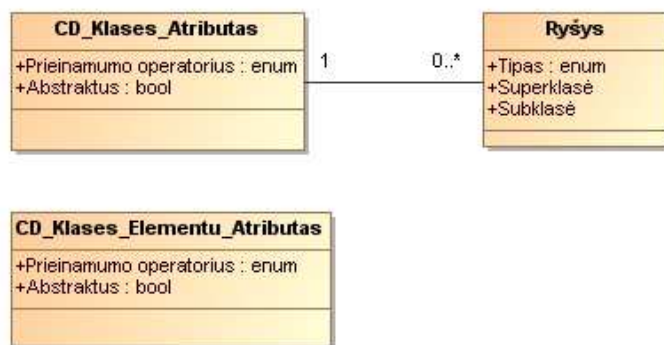 CD_Klases_Atributas
+Prieinamumo operatorius : enum
+Abstraktus : bool
1
0..*
Ryšys
+Tipas : enum
+Superklasė
+Subklasė
CD_Klases_Elementu_Atributas
+Prieinamumo operatorius : enum
+Abstraktus : bool